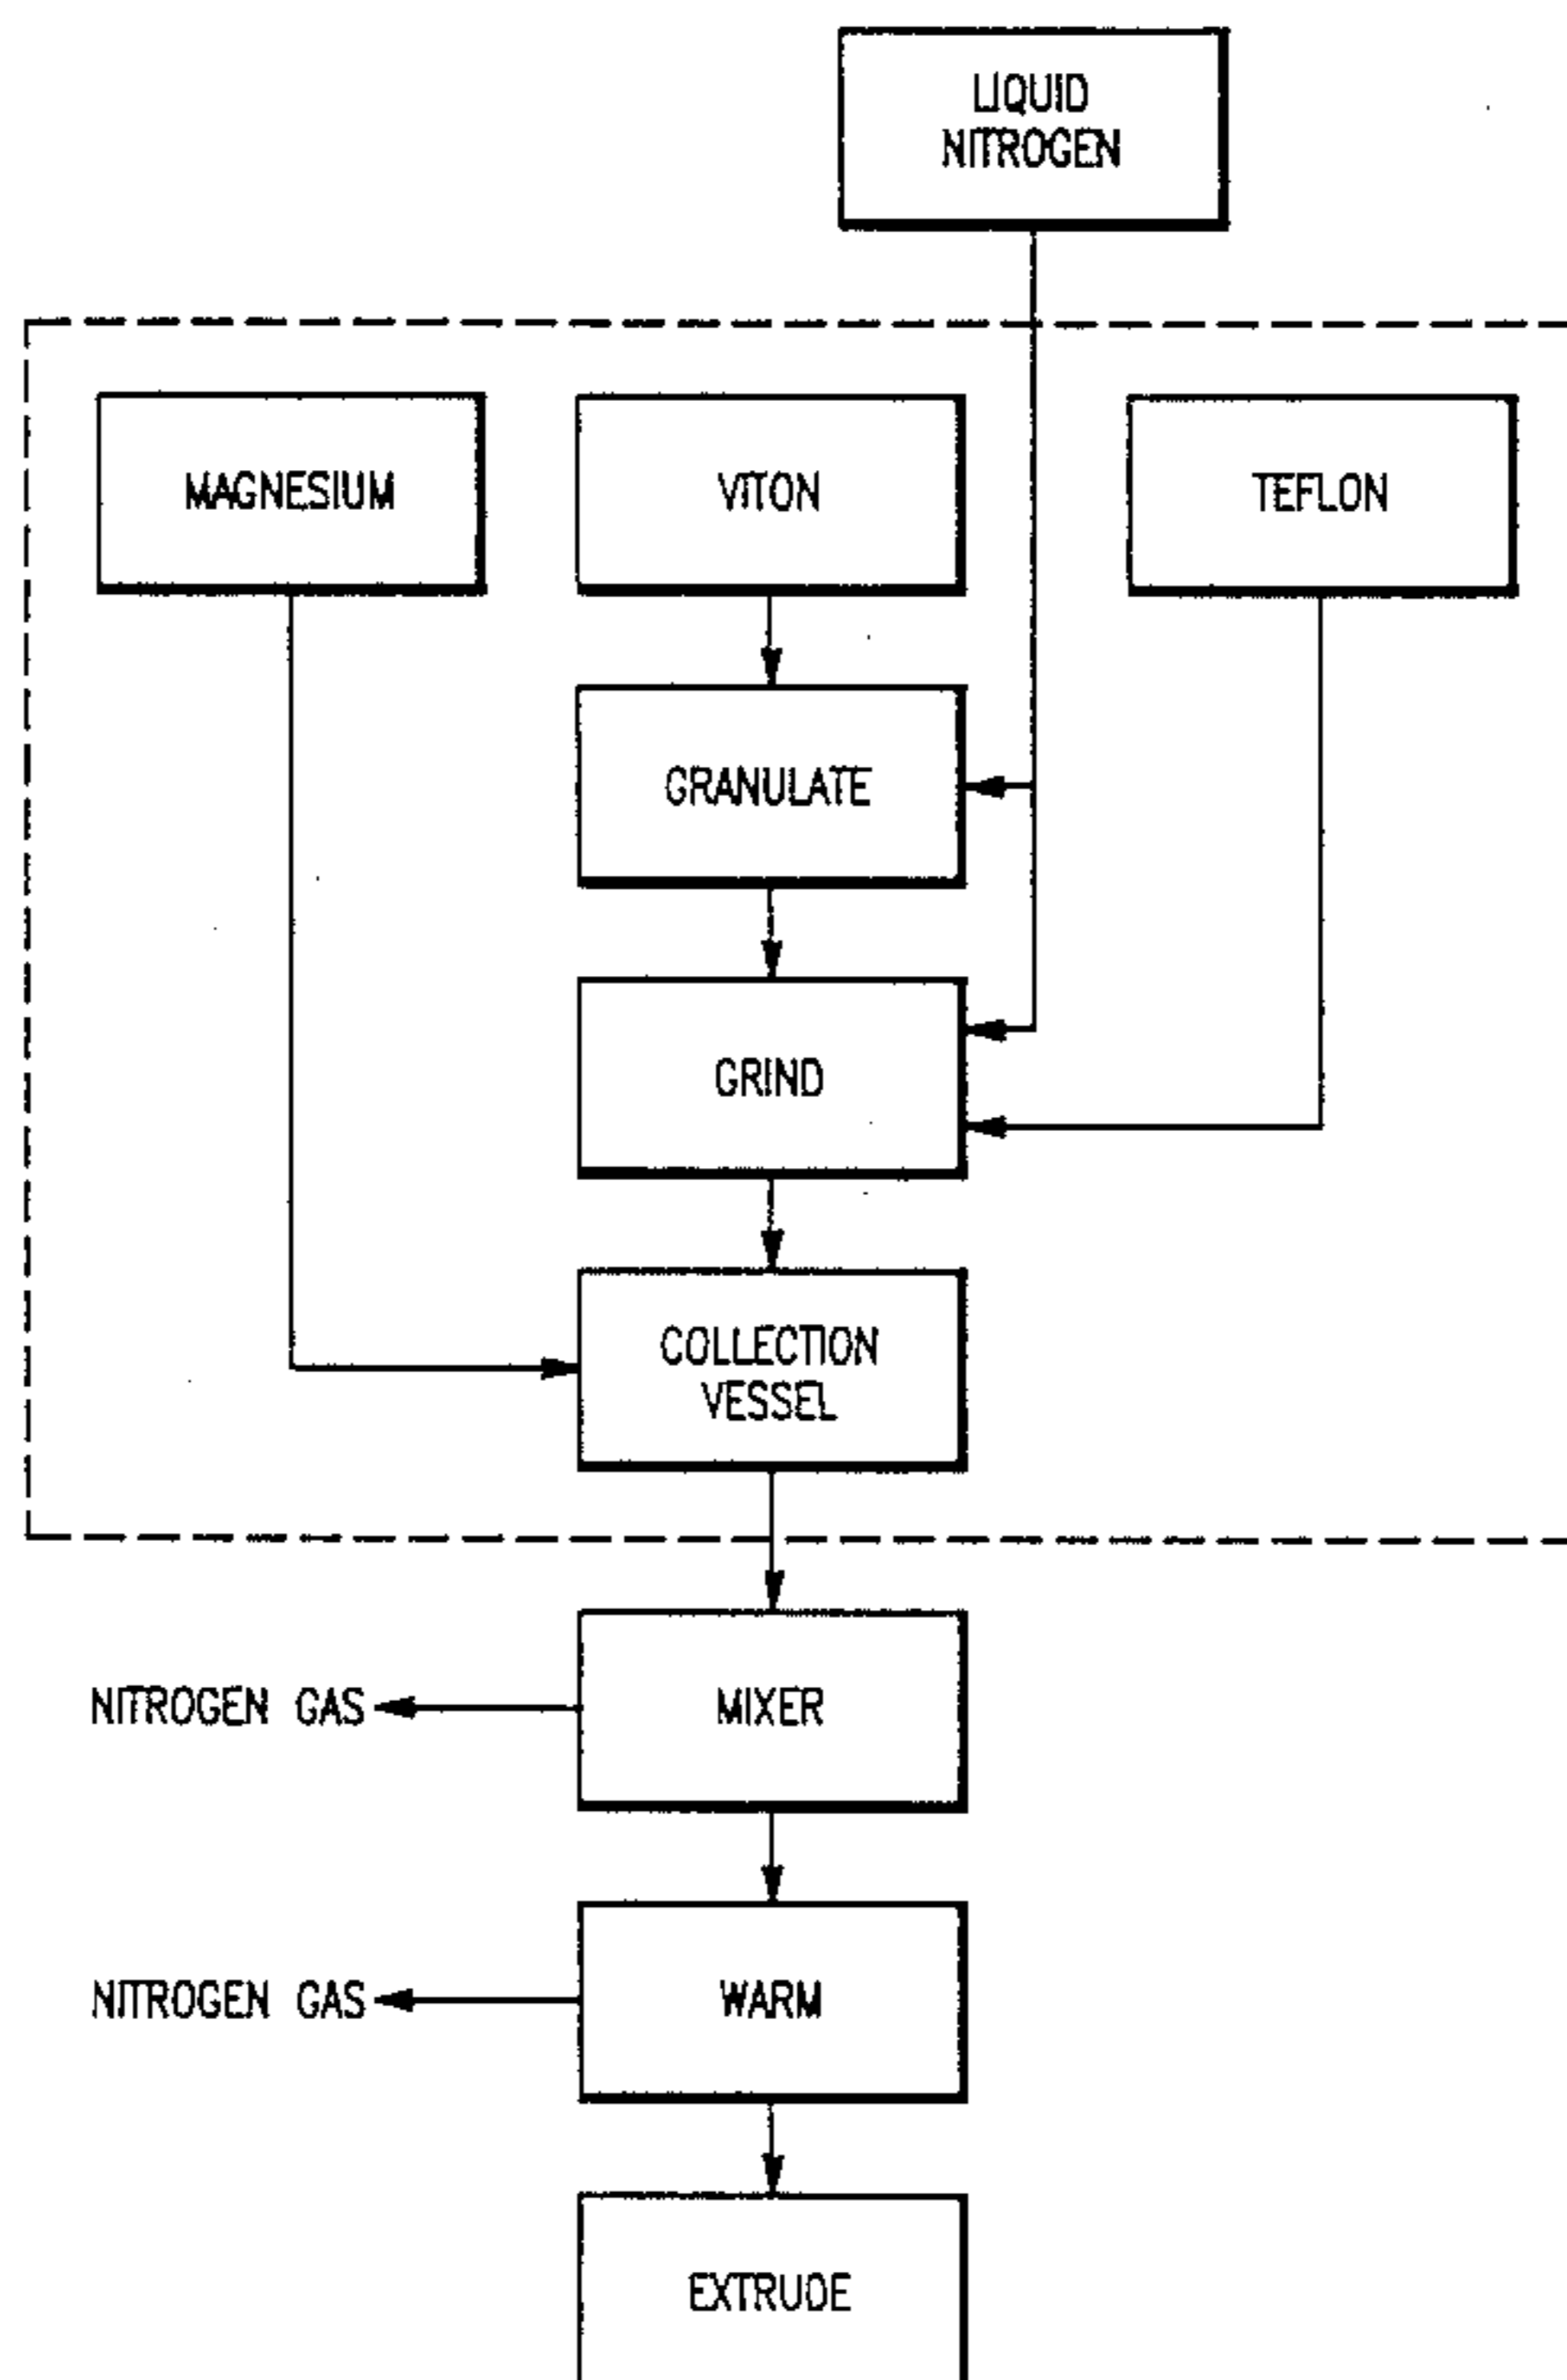 LIQUID
NITROGEN
MAGNESIUM
VITON
TEFLON
GRANULATE
GRIND
COLLECTION
VESSEL
NITROGEN GAS
MIXER
NITROGEN GAS
WARM
EXTRUDE